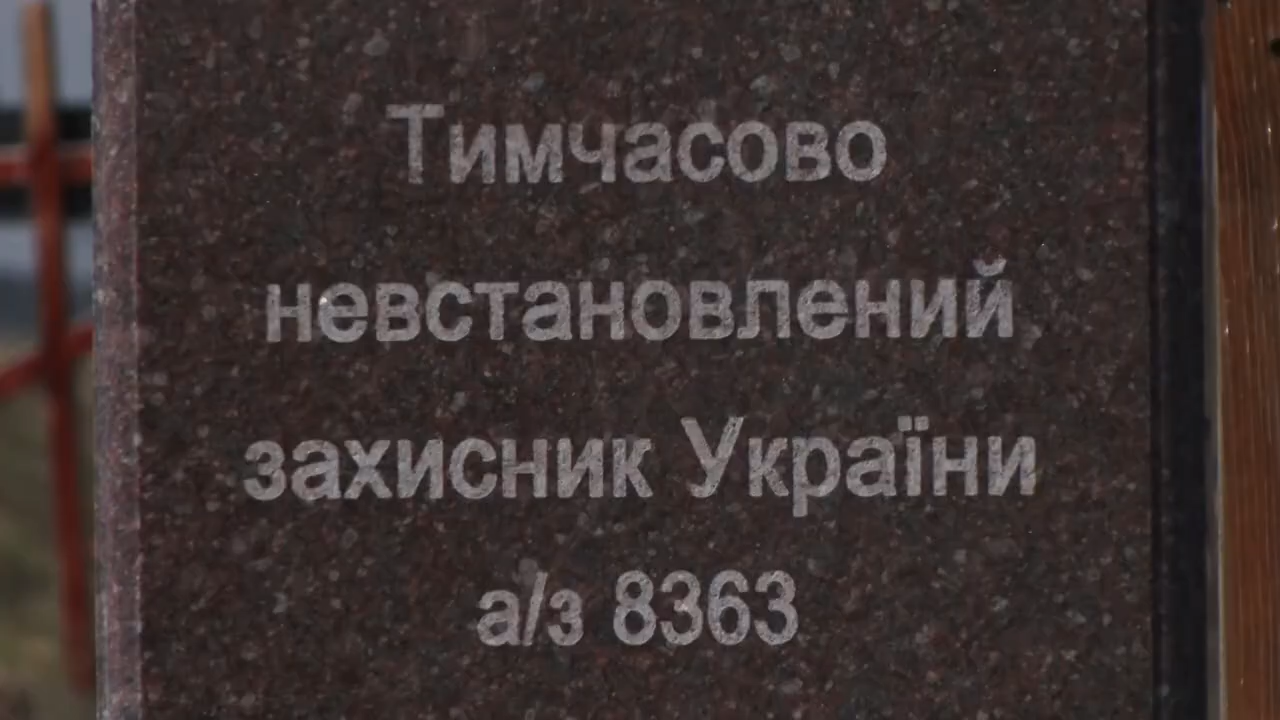 Тимчасово
невстановлений
захисник України
а/з 8363